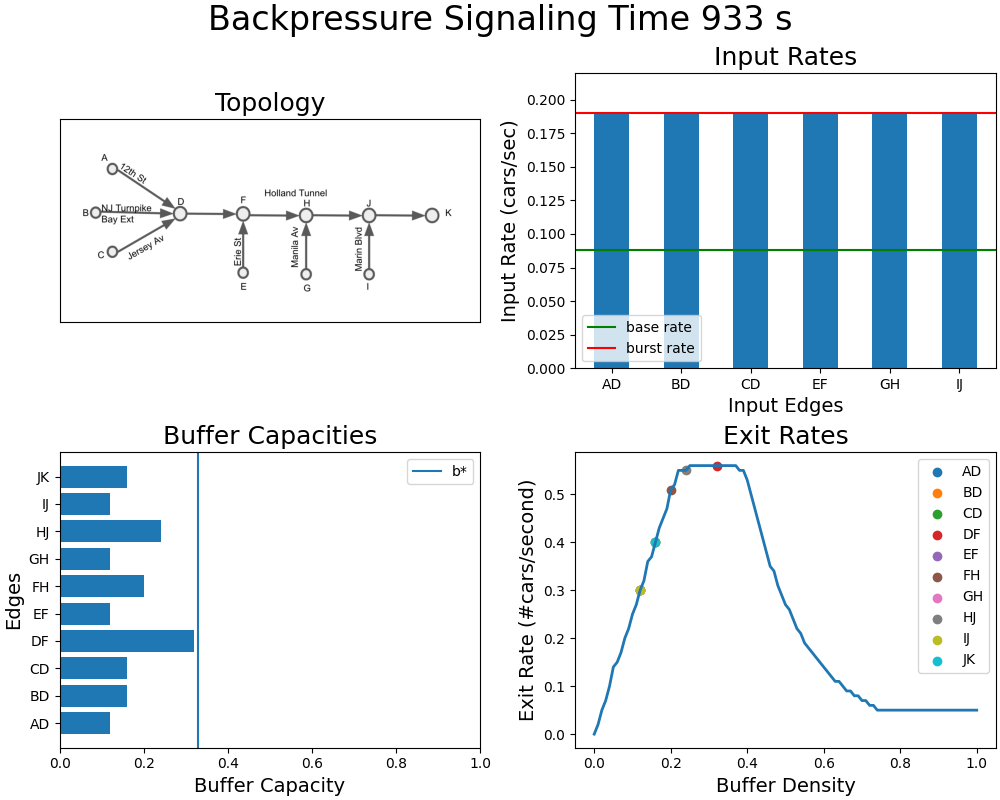 Backpressure Signaling Time 933 s
Topology
A
12th St
B
NJ Turnpike
Bay Ext
C
Jersey Av
D
F
Holland Tunnel
H
J
K
Erie St
Manila Av
Marin Blvd
E
G
I
Input Rates
Input Rate (cars/sec)
0.200
0.175
0.150
0.125
0.100
0.075
0.050
0.025
0.000
base rate
burst rate
AD BD CD EF GH IJ
Input Edges
Buffer Capacities
Edges
JK
IJ
HJ
GH
FH
EF
DF
CD
BD
AD
b*
0.0 0.2 0.4 0.6 0.8 1.0
Buffer Capacity
Exit Rates
Exit Rate (#cars/second)
0.5
0.4
0.3
0.2
0.1
0.0
AD
BD
CD
DF
EF
FH
GH
HJ
IJ
JK
0.0 0.2 0.4 0.6 0.8 1.0
Buffer Density